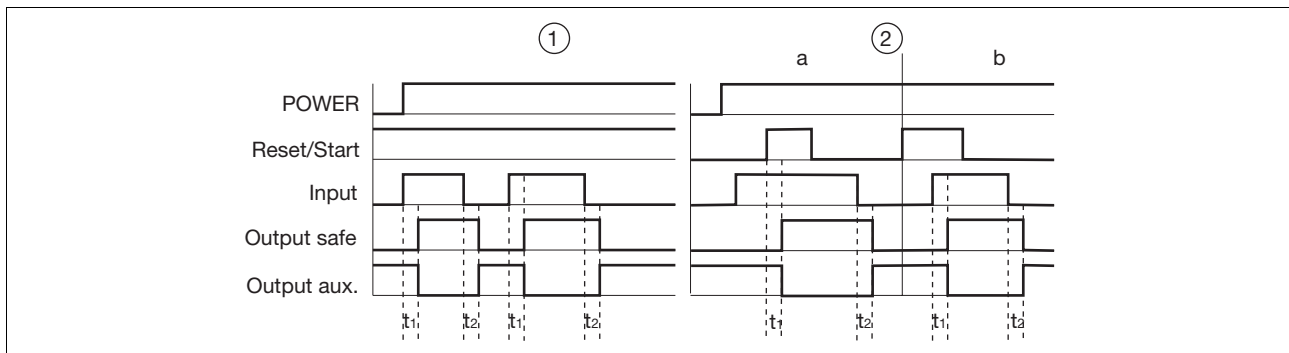 ① ②
a b
POWER
Reset/Start
Input
Output safe
Output aux.
t1 t2 t1 t2 t1 t2 t1 t2